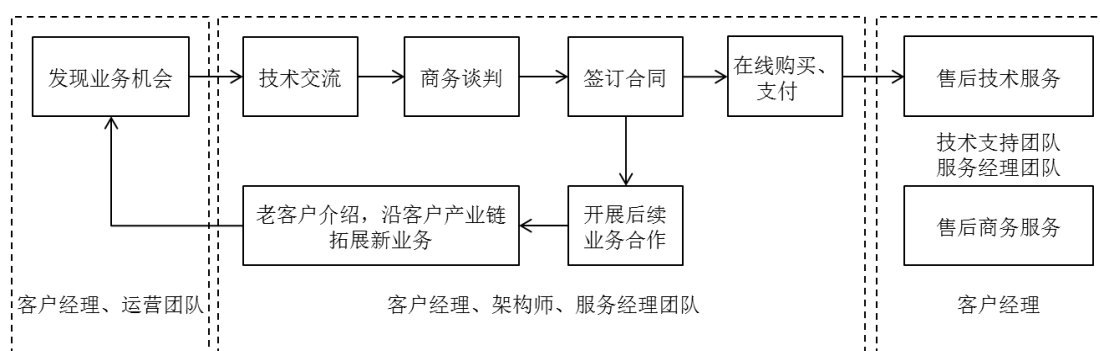 发现业务机会
技术交流
商务谈判
签订合同
在线购买、
支付
售后技术服务
技术支持团队
服务经理团队
老客户介绍，沿客户产业链
拓展新业务
开展后续
业务合作
售后商务服务
客户经理、运营团队
客户经理、架构师、服务经理团队
客户经理